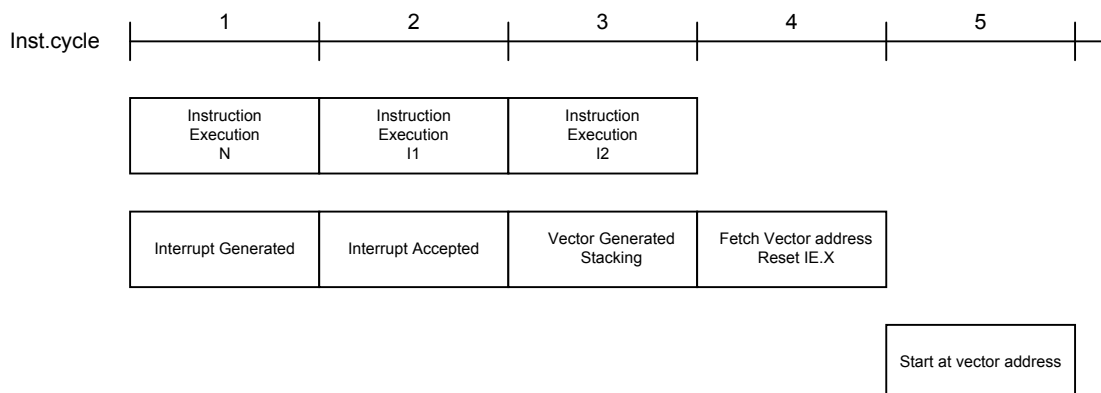 1 2 3 4 5
Inst.cycle
Instruction
Execution
N
Instruction
Execution
I1
Instruction
Execution
I2
Interrupt Generated
Interrupt Accepted
Vector Generated
Stacking
Fetch Vector address
Reset IE.X
Start at vector address